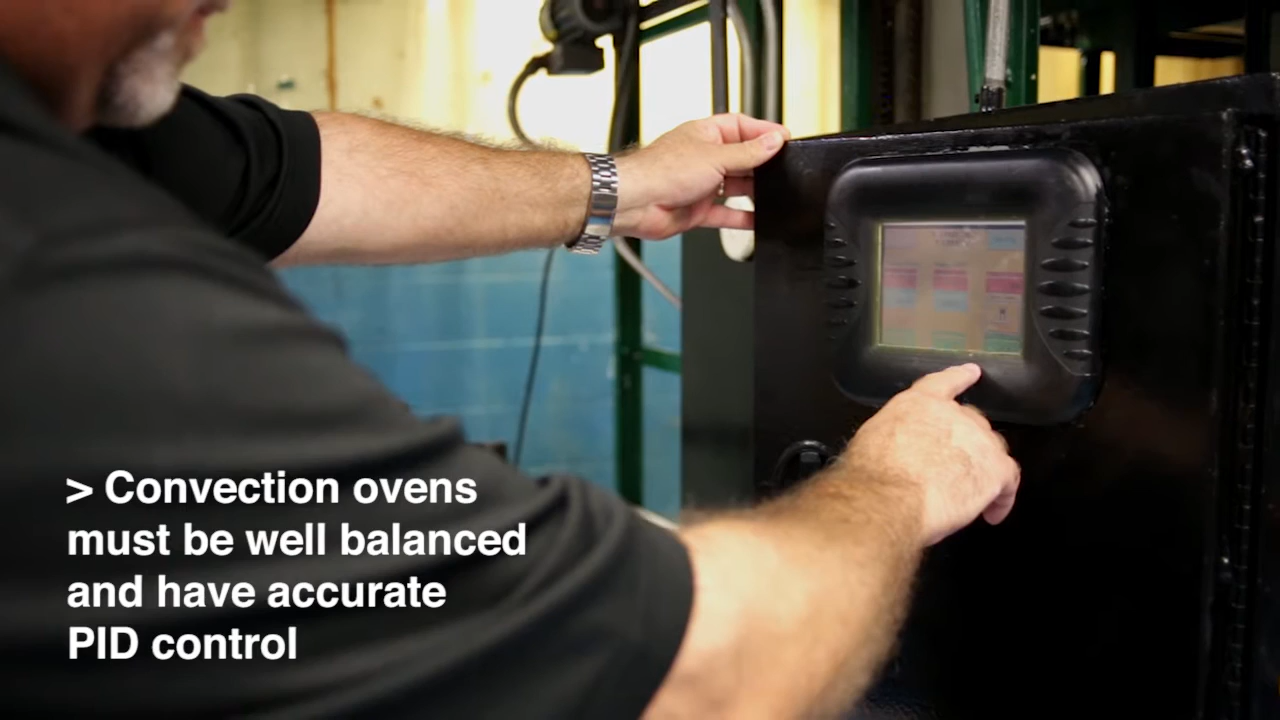 > Convection ovens
must be well balanced
and have accurate
PID control